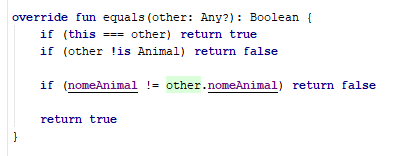 override fun equals(other: Any?): Boolean {
if (this === other) return true
if (other !is Animal) return false
if (nomeAnimal != other.nomeAnimal) return false
return true
}